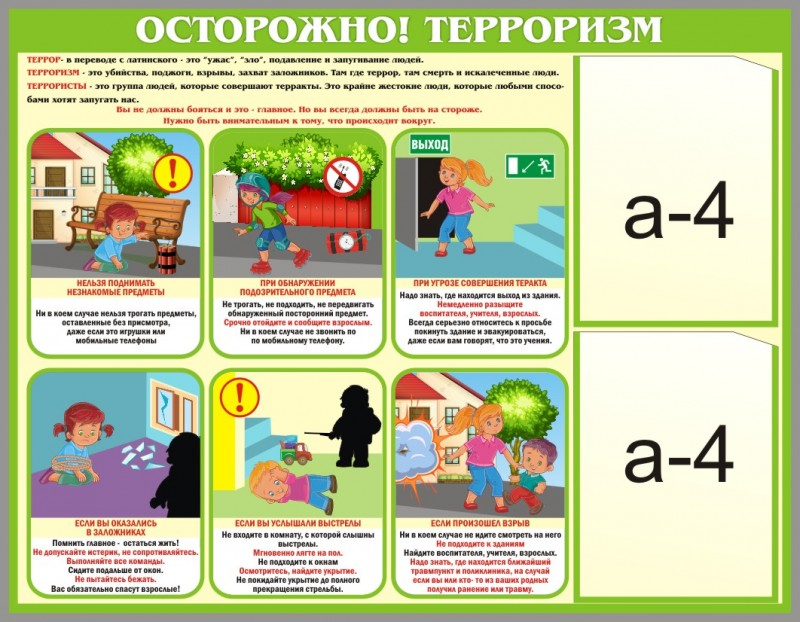 ОСТОРОЖНО! ТЕРРОРИЗМ
ТЕРРОР- в переводе с латинского - это "ужас", "зло", подавление и запугивание людей.
ТЕРРОРИЗМ - это убийства, поджоги, взрывы, захват заложников. Там где террор, там смерть и искалеченные люди.
ТЕРРОРИСТЫ - это группа людей, которые совершают терракты. Это крайне жестокие люди, которые любыми спосо-
бами хотят запугать нас.
Вы не должны бояться и это - главное. Но вы всегда должны быть на стороже.
Нужно быть внимательным к тому, что происходит вокруг.
!
НЕЛЬЗЯ ПОДНИМАТЬ
НЕЗНАКОМЫЕ ПРЕДМЕТЫ
Ни в коем случае нельзя трогать предметы,
оставленные без присмотра,
даже если это игрушки или
мобильные телефоны
ПРИ ОБНАРУЖЕНИИ
ПОДОЗРИТЕЛЬНОГО ПРЕДМЕТА
Не трогать, не подходить, не передвигать
обнаруженный посторонний предмет.
Срочно отойдите и сообщите взрослым.
Ни в коем случае не звонить по
по мобильному телефону.
ВЫХОД
ПРИ УГРОЗЕ СОВЕРШЕНИЯ ТЕРАКТА
Надо знать, где находится выход из здания.
Немедленно разыщите
воспитателя, учителя, взрослых.
Всегда серьезно относитесь к просьбе
покинуть здание и эвакуироваться,
даже если вам говорят, что это учения.
а-4
ЕСЛИ ВЫ ОКАЗАЛИСЬ
В ЗАЛОЖНИКАХ
Помнить главное - остаться жить!
Не допускайте истерик, не сопротивляйтесь.
Выполняйте все команды.
Сидите подальше от окон.
Не пытайтесь бежать.
Вас обязательно спасут взрослые!
!
ЕСЛИ ВЫ УСЛЫШАЛИ ВЫСТРЕЛЫ
Не входите в комнату, с которой слышны
выстрелы.
Мгновенно лягте на пол.
Не подходите к окнам
Осмотритесь, найдите укрытие.
Не покидайте укрытие до полного
прекращения стрельбы.
ЕСЛИ ПРОИЗОШЕЛ ВЗРЫВ
Ни в коем случае не идите смотреть на него
Не подходите к зданиям
Найдите воспитателя, учителя, взрослых.
Надо знать, где находится ближайший
травмпункт и поликлиника, на случай
если вы или кто- то из ваших родных
получил ранение или травму.
а-4